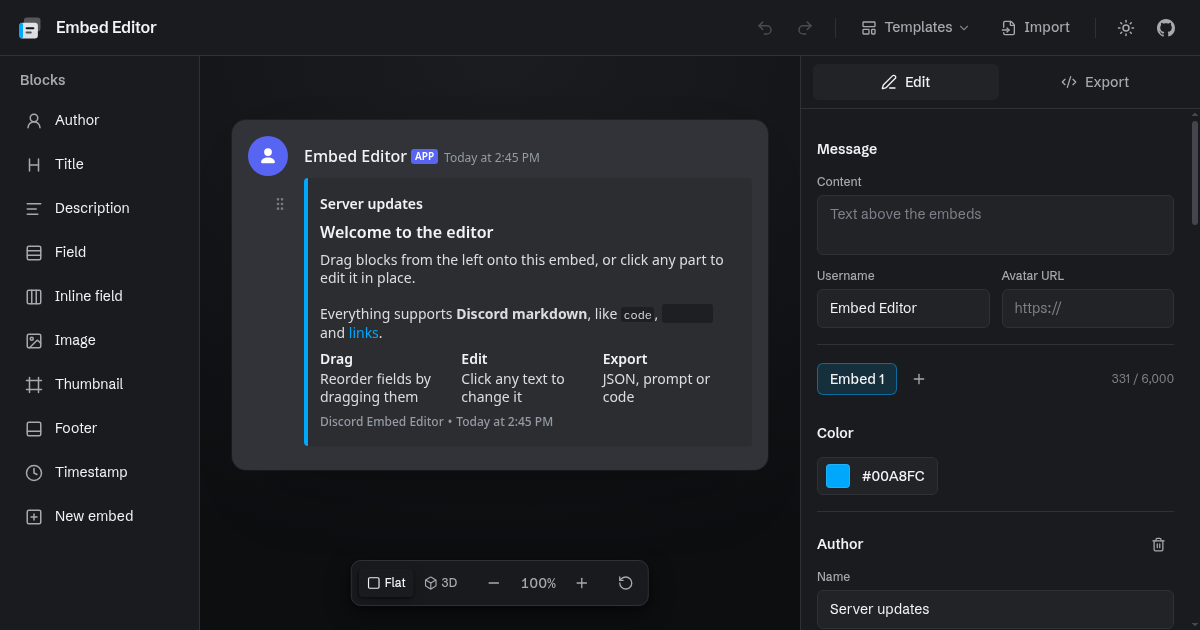 Embed Editor
Templates
Import
Blocks
Author
Title
Description
Field
Inline field
Image
Thumbnail
Footer
Timestamp
New embed
Embed Editor APP Today at 2:45 PM
Server updates
Welcome to the editor
Drag blocks from the left onto this embed, or click any part to
edit it in place.
Everything supports Discord markdown, like code,
and links.
Drag
Reorder fields by
dragging them
Edit
Click any text to
change it
Export
JSON, prompt or
code
Discord Embed Editor • Today at 2:45 PM
Flat
3D
100%
Edit
Export
Message
Content
Text above the embeds
Username
Avatar URL
Embed Editor
https://
Embed 1
331 / 6,000
Color
#00A8FC
Author
Name
Server updates